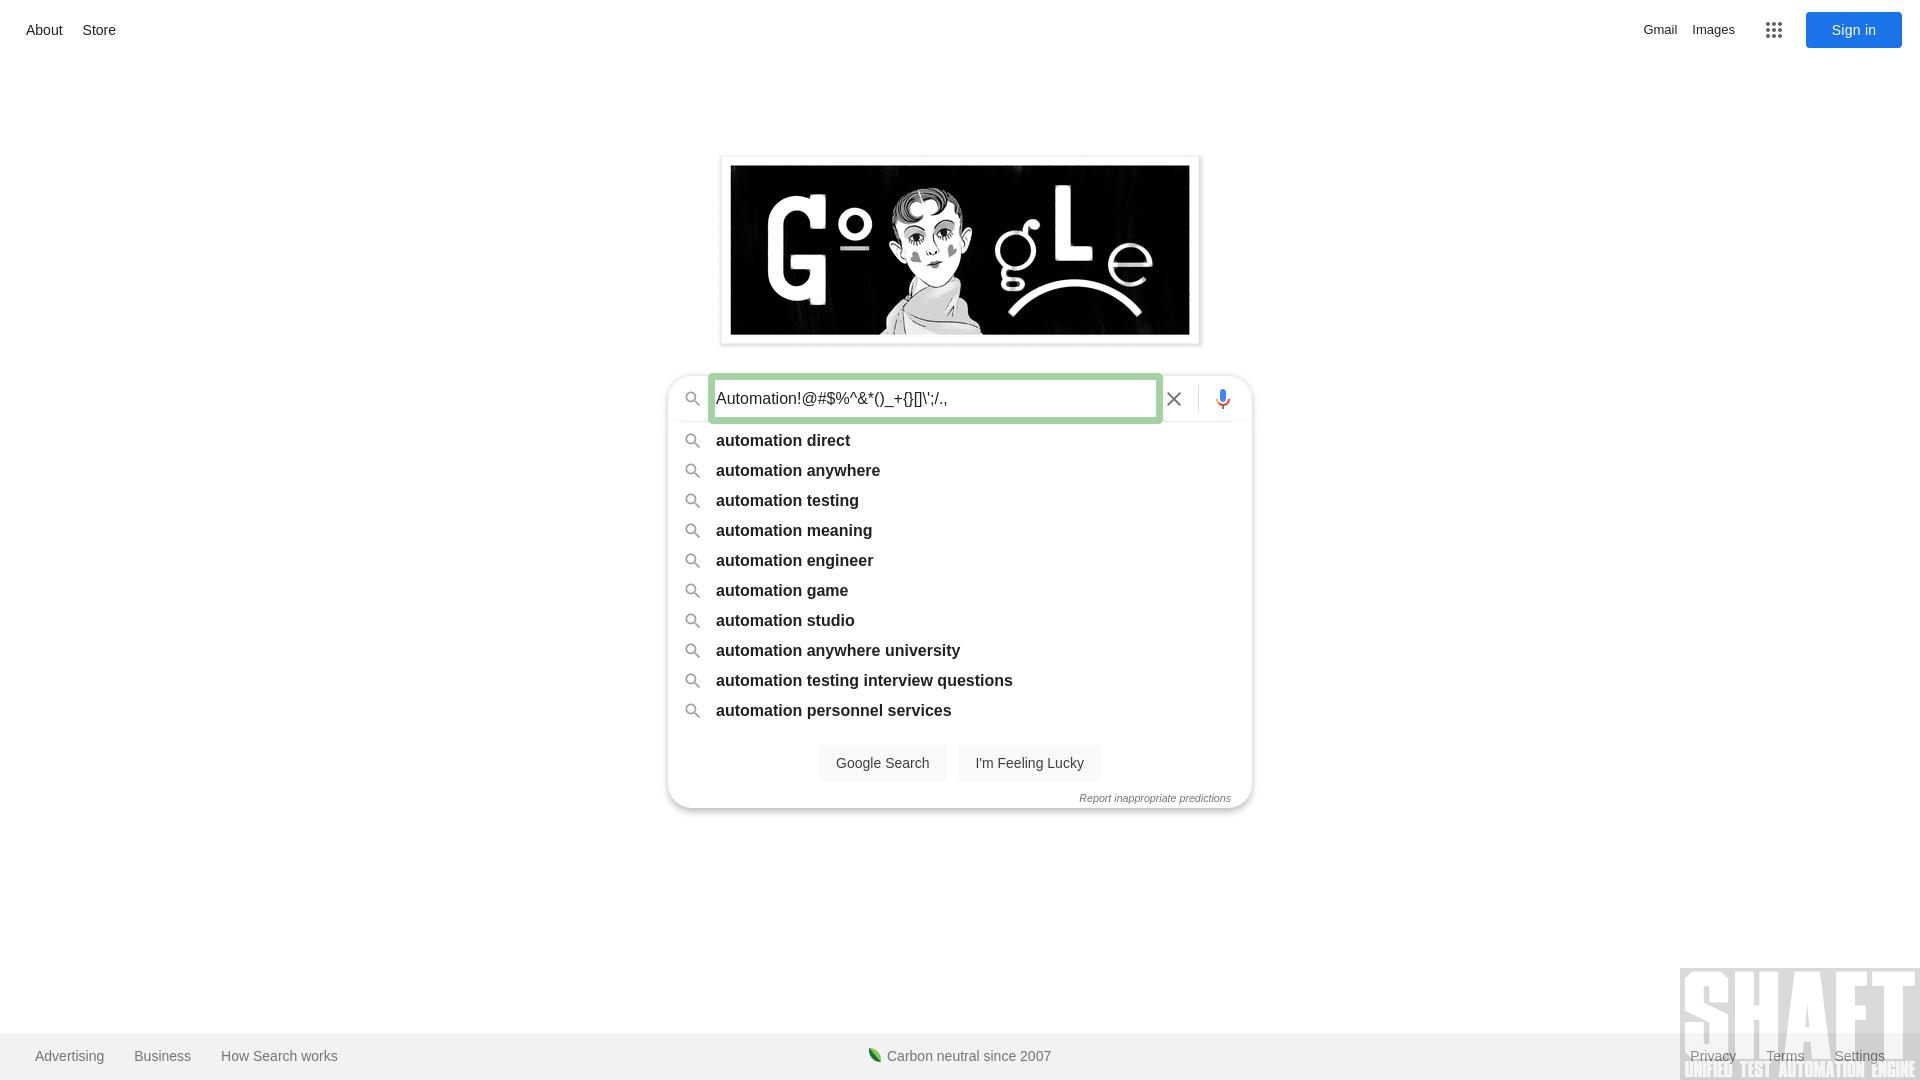 About Store
Gmail Images Sign in
GoogLe
Automation!@#$%^&*()_+{}[]\';/.,
automation direct
automation anywhere
automation testing
automation meaning
automation engineer
automation game
automation studio
automation anywhere university
automation testing interview questions
automation personnel services
Google Search I'm Feeling Lucky
Report inappropriate predictions
SHAFT
Advertising Business How Search works Carbon neutral since 2007 Privacy Terms Settings
UNIFIED TEST AUTOMATION ENGINE